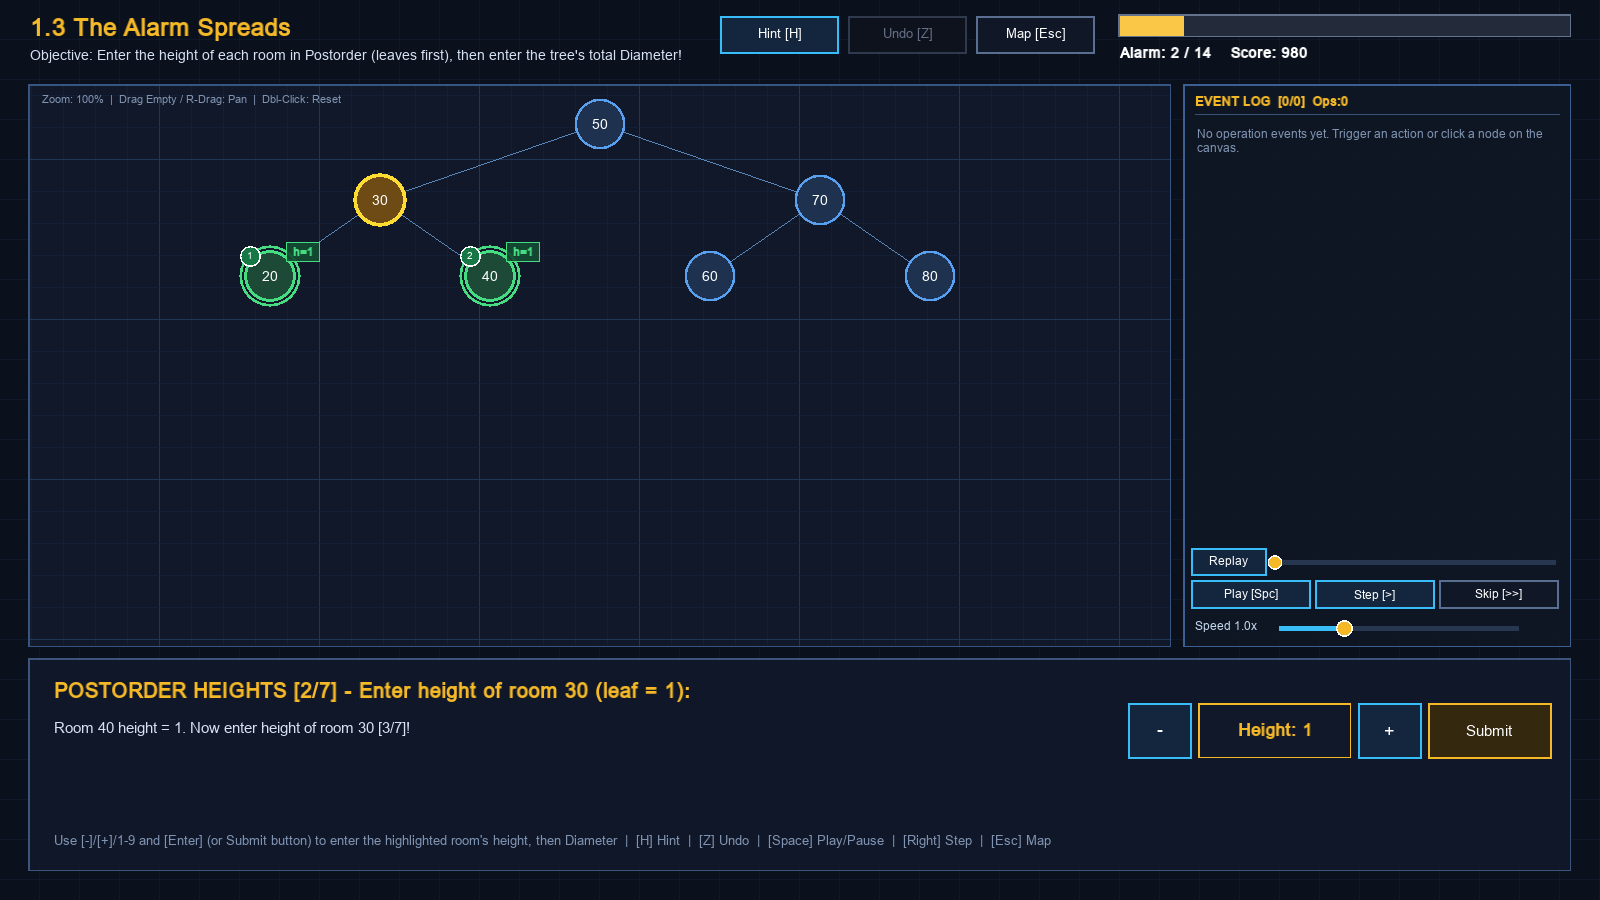 1.3 The Alarm Spreads
Objective: Enter the height of each room in Postorder (leaves first), then enter the tree's total Diameter!
Hint [H]
Undo [Z]
Map [Esc]
Alarm: 2 / 14
Score: 980
Zoom: 100%  |  Drag Empty / R-Drag: Pan  |  Dbl-Click: Reset
50
30
70
1
20
h=1
2
40
h=1
60
80
EVENT LOG  [0/0]  Ops:0
No operation events yet. Trigger an action or click a node on the
canvas.
Replay
Play [Spc]
Step [>]
Skip [>>]
Speed 1.0x
POSTORDER HEIGHTS [2/7] - Enter height of room 30 (leaf = 1):
Room 40 height = 1. Now enter height of room 30 [3/7]!
-
Height: 1
+
Submit
Use [-]/[+]/1-9 and [Enter] (or Submit button) to enter the highlighted room's height, then Diameter  |  [H] Hint  |  [Z] Undo  |  [Space] Play/Pause  |  [Right] Step  |  [Esc] Map